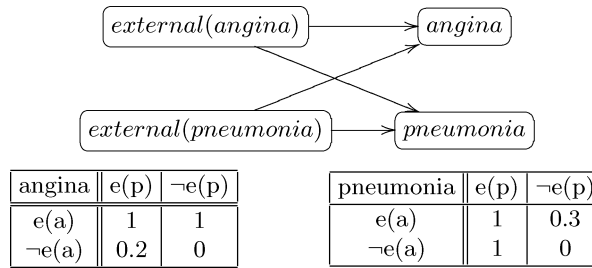 external(angina) angina
external(pneumonia) pneumonia
angina e(p) ¬e(p)
e(a) 1 1
¬e(a) 0.2 0
pneumonia e(p) ¬e(p)
e(a) 1 0.3
¬e(a) 1 0